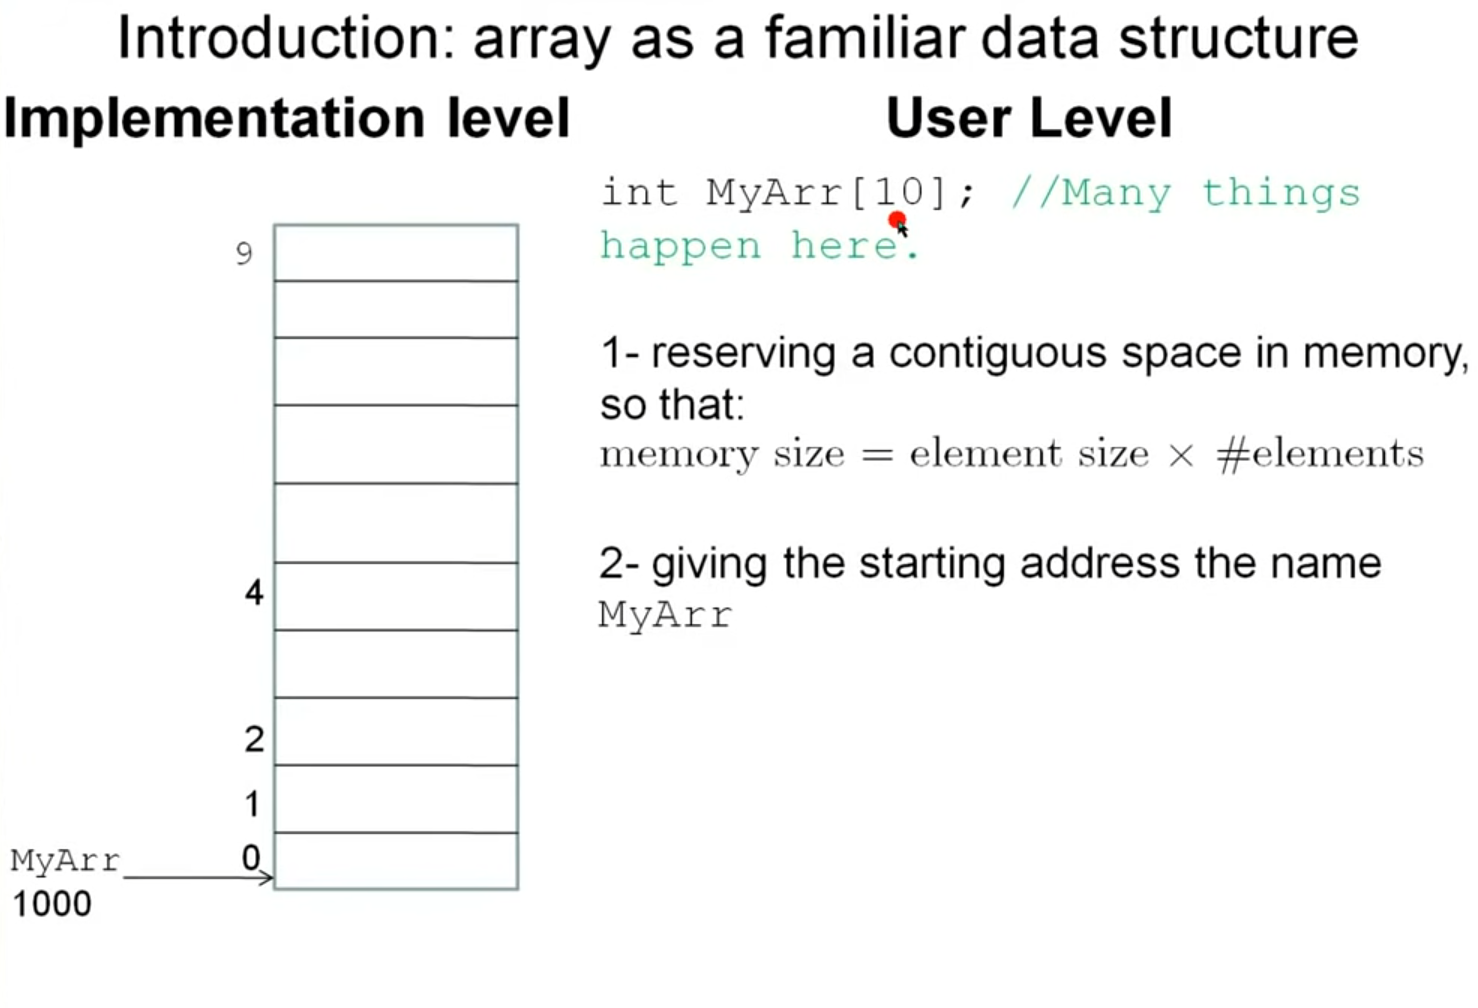 Introduction: array as a familiar data structure
Implementation level
User Level
int MyArr[10]; //Many things
happen here.
1- reserving a contiguous space in memory,
so that:
memory size = element size × #elements
2- giving the starting address the name
MyArr
9
4
2
1
0
MyArr
1000